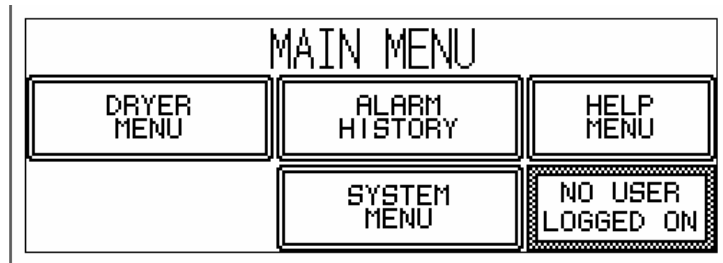 MAIN MENU
DRYER
MENU
ALARM
HISTORY
HELP
MENU
SYSTEM
MENU
NO USER
LOGGED ON